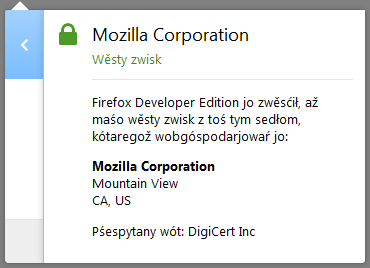 Mozilla Corporation
Wěsty zwisk
Firefox Developer Edition jo zwěsćił, až
maśo wěsty zwisk z toś tym sedłom,
kótaregož wobgóspodarjowaŕ jo:
Mozilla Corporation
Mountain View
CA, US
Pśespytany wót: DigiCert Inc